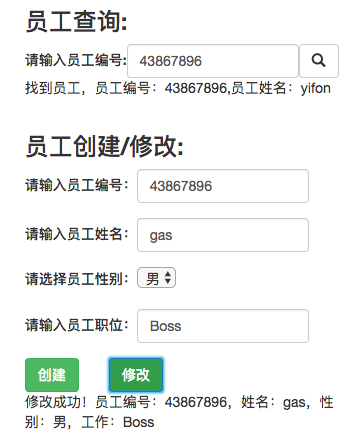 员工查询:
请输入员工编号: 43867896
找到员工，员工编号：43867896,员工姓名：yifon
员工创建/修改:
请输入员工编号： 43867896
请输入员工姓名： gas
请选择员工性别： 男
请输入员工职位： Boss
创建 修改
修改成功！员工编号：43867896，姓名：gas，性
别：男，工作：Boss